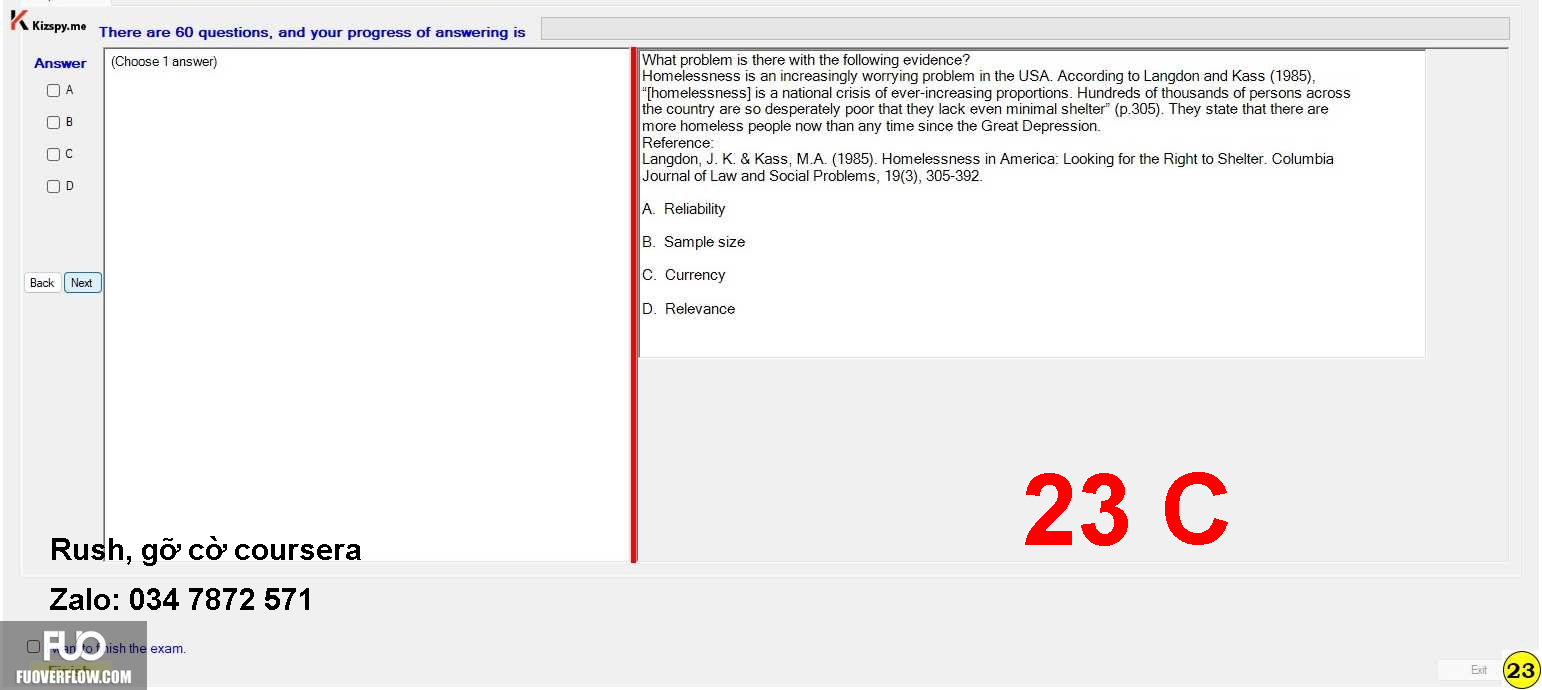 Kizspy.me
There are 60 questions, and your progress of answering is
Answer
(Choose 1 answer)
A
B
C
D
Back Next
What problem is there with the following evidence?
Homelessness is an increasingly worrying problem in the USA. According to Langdon and Kass (1985),
“[homelessness] is a national crisis of ever-increasing proportions. Hundreds of thousands of persons across
the country are so desperately poor that they lack even minimal shelter” (p.305). They state that there are
more homeless people now than any time since the Great Depression.
Reference:
Langdon, J. K. & Kass, M.A. (1985). Homelessness in America: Looking for the Right to Shelter. Columbia
Journal of Law and Social Problems, 19(3), 305-392.
A. Reliability
B. Sample size
C. Currency
D. Relevance
23 C
Rush, gỡ cờ coursera
Zalo: 034 7872 571
FUO
FUOVERFLOW.COM
finish the exam.
Exit
23